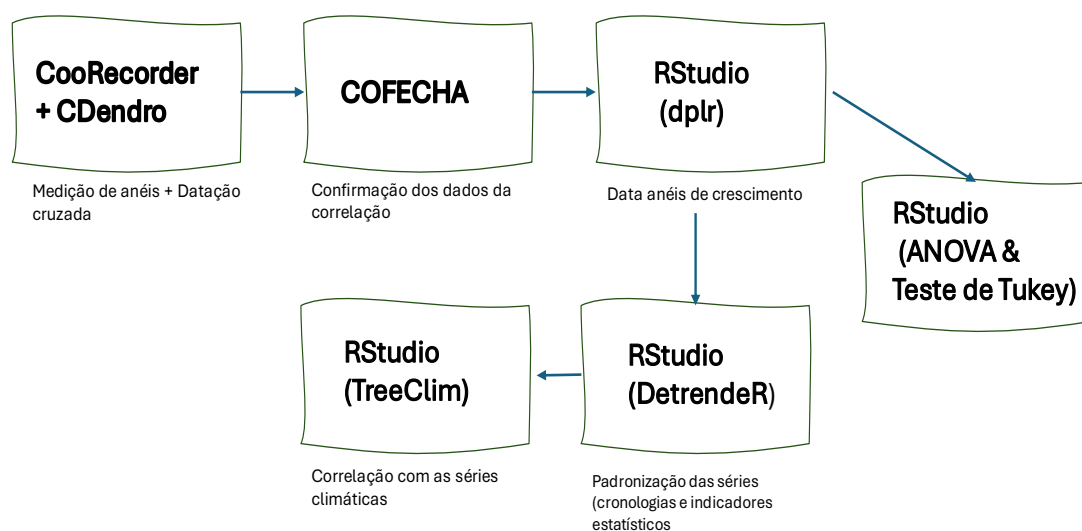 CooRecorder
+ CDendro
Medição de anéis + Datação
cruzada
COFECHA
Confirmação dos dados da
correlação
RStudio
(dplr)
Data anéis de crescimento
RStudio
(ANOVA &
Teste de Tukey)
RStudio
(TreeClim)
Correlação com as séries
climáticas
RStudio
(DetrendeR)
Padronização das séries
(cronologias e indicadores
estatísticos